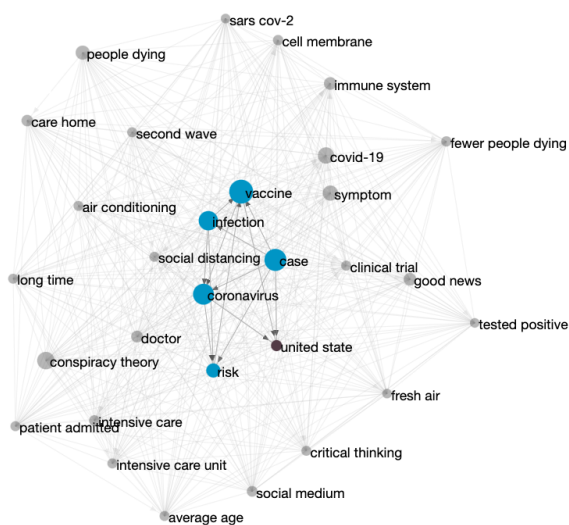 sars cov-2
cell membrane
people dying
immune system
care home
second wave
fewer people dying
covid-19
vaccine
symptom
air conditioning
infection
social distancing
case
clinical trial
long time
good news
coronavirus
tested positive
doctor
united state
conspiracy theory
risk
fresh air
intensive care
patient admitted
critical thinking
intensive care unit
social medium
average age